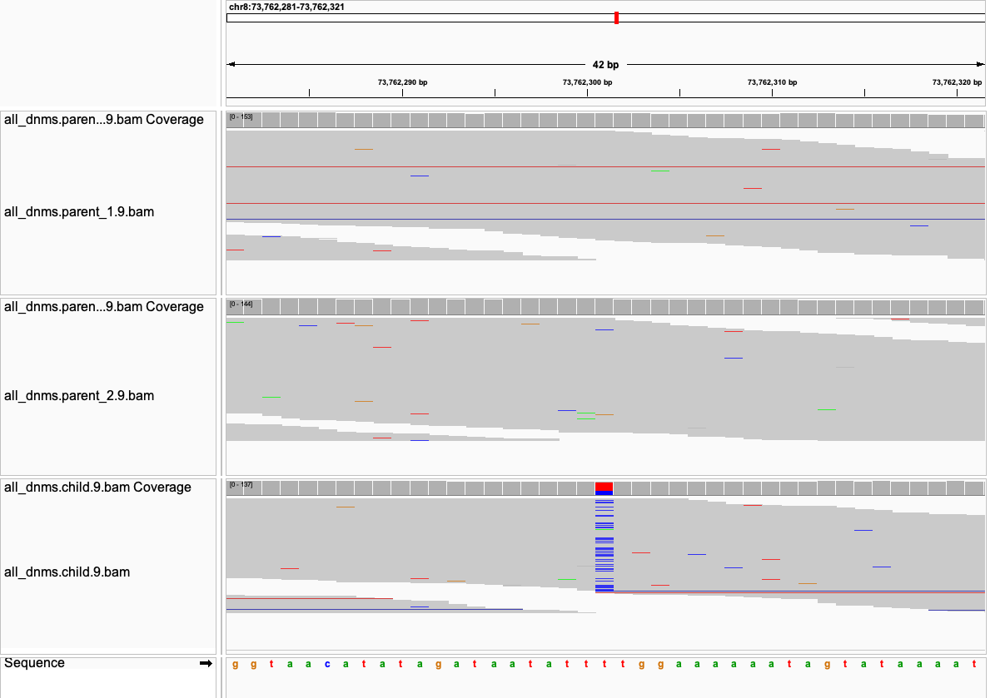 chr8:73,762,281-73,762,321
42 bp
73,762,290 bp 73,762,300 bp 73,762,310 bp 73,762,320 bp
all_dnms.paren...9.bam Coverage
[0 - 153]
all_dnms.parent_1.9.bam
all_dnms.paren...9.bam Coverage
[0 - 144]
all_dnms.parent_2.9.bam
all_dnms.child.9.bam Coverage
[0 - 137]
all_dnms.child.9.bam
Sequence
g g t a a c a t a t a g a t a a t a t t t t g g a a a a a a t a g t a t a a a a t